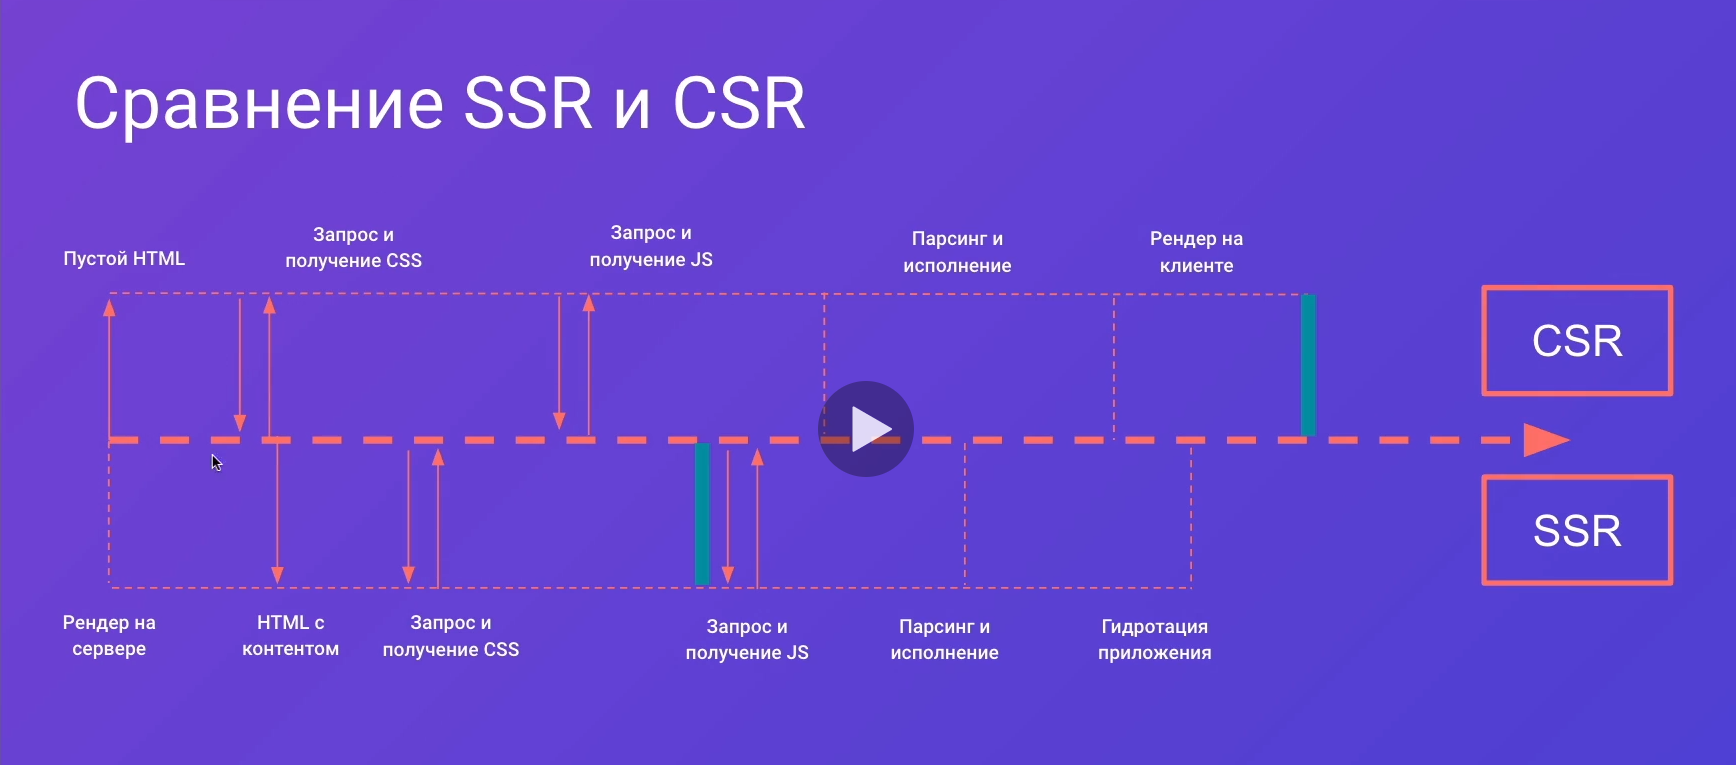 Сравнение SSR и CSR
Пустой HTML
Запрос и
получение CSS
Запрос и
получение JS
Парсинг и
исполнение
Рендер на
клиенте
CSR
SSR
Рендер на
сервере
HTML с
контентом
Запрос и
получение CSS
Запрос и
получение JS
Парсинг и
исполнение
Гидротация
приложения